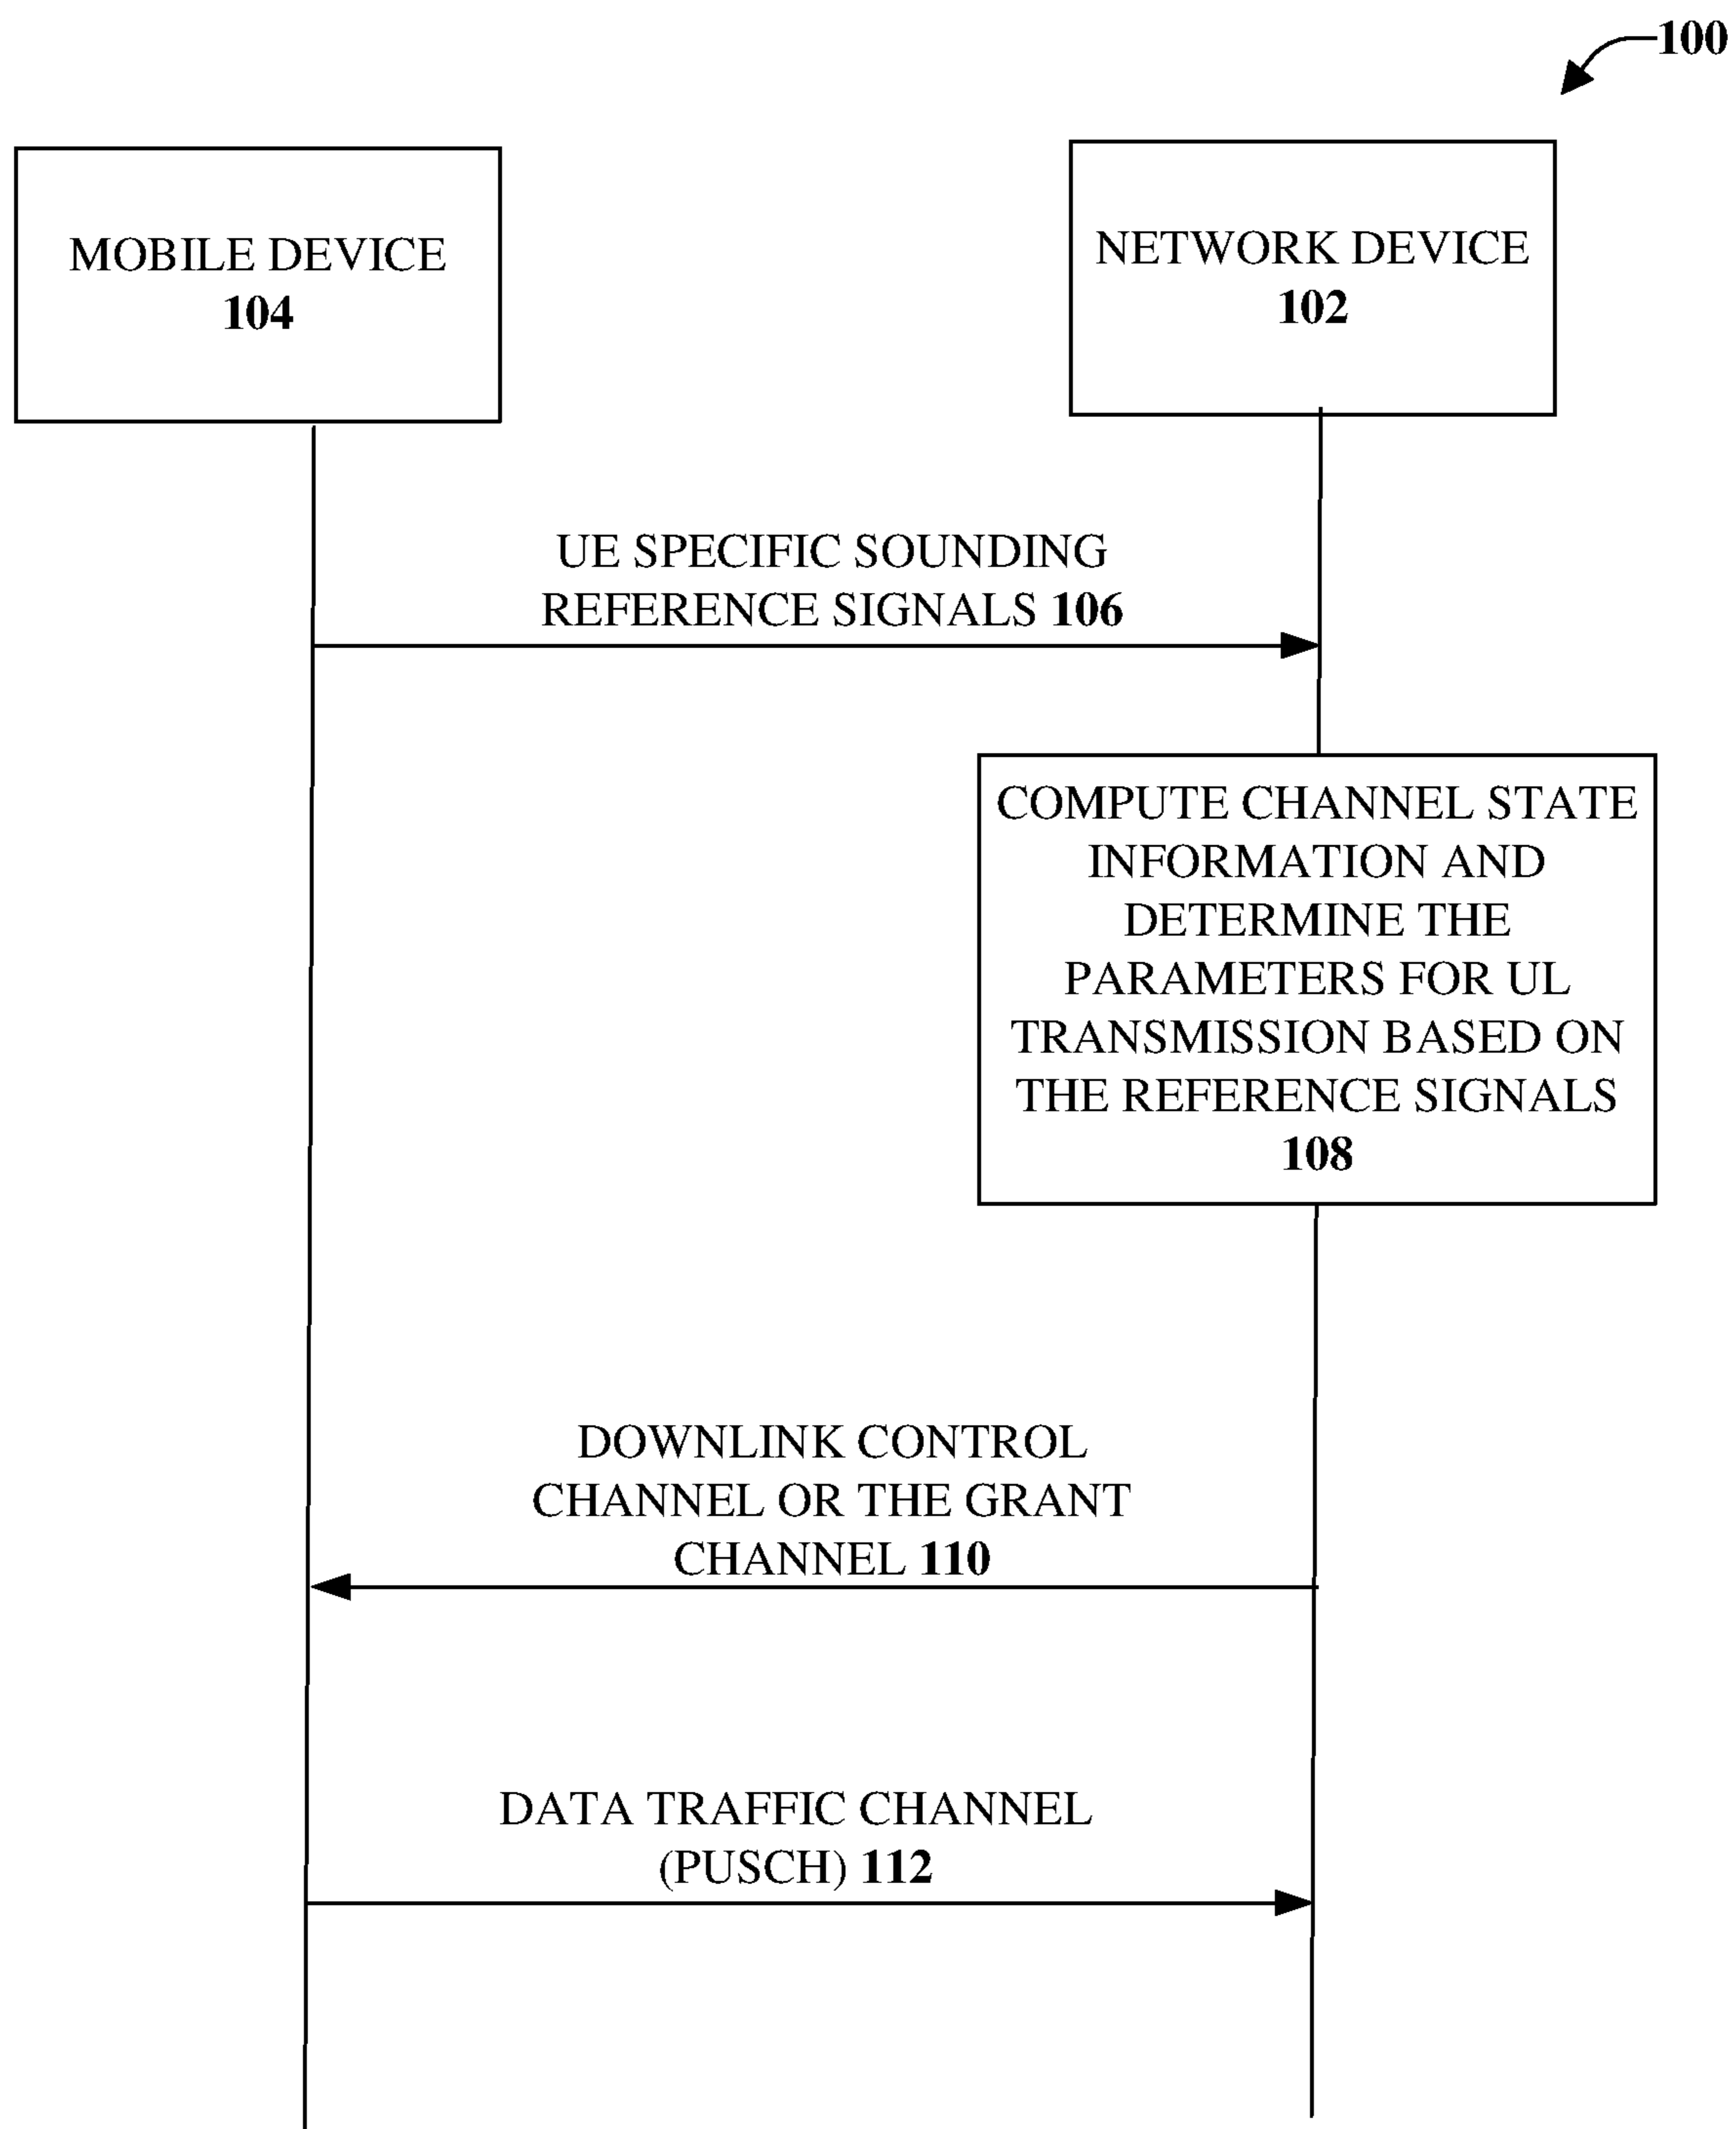 100
MOBILE DEVICE
104
NETWORK DEVICE
102
UE SPECIFIC SOUNDING
REFERENCE SIGNALS 106
COMPUTE CHANNEL STATE
INFORMATION AND
DETERMINE THE
PARAMETERS FOR UL
TRANSMISSION BASED ON
THE REFERENCE SIGNALS
108
DOWNLINK CONTROL
CHANNEL OR THE GRANT
CHANNEL 110
DATA TRAFFIC CHANNEL
(PUSCH) 112